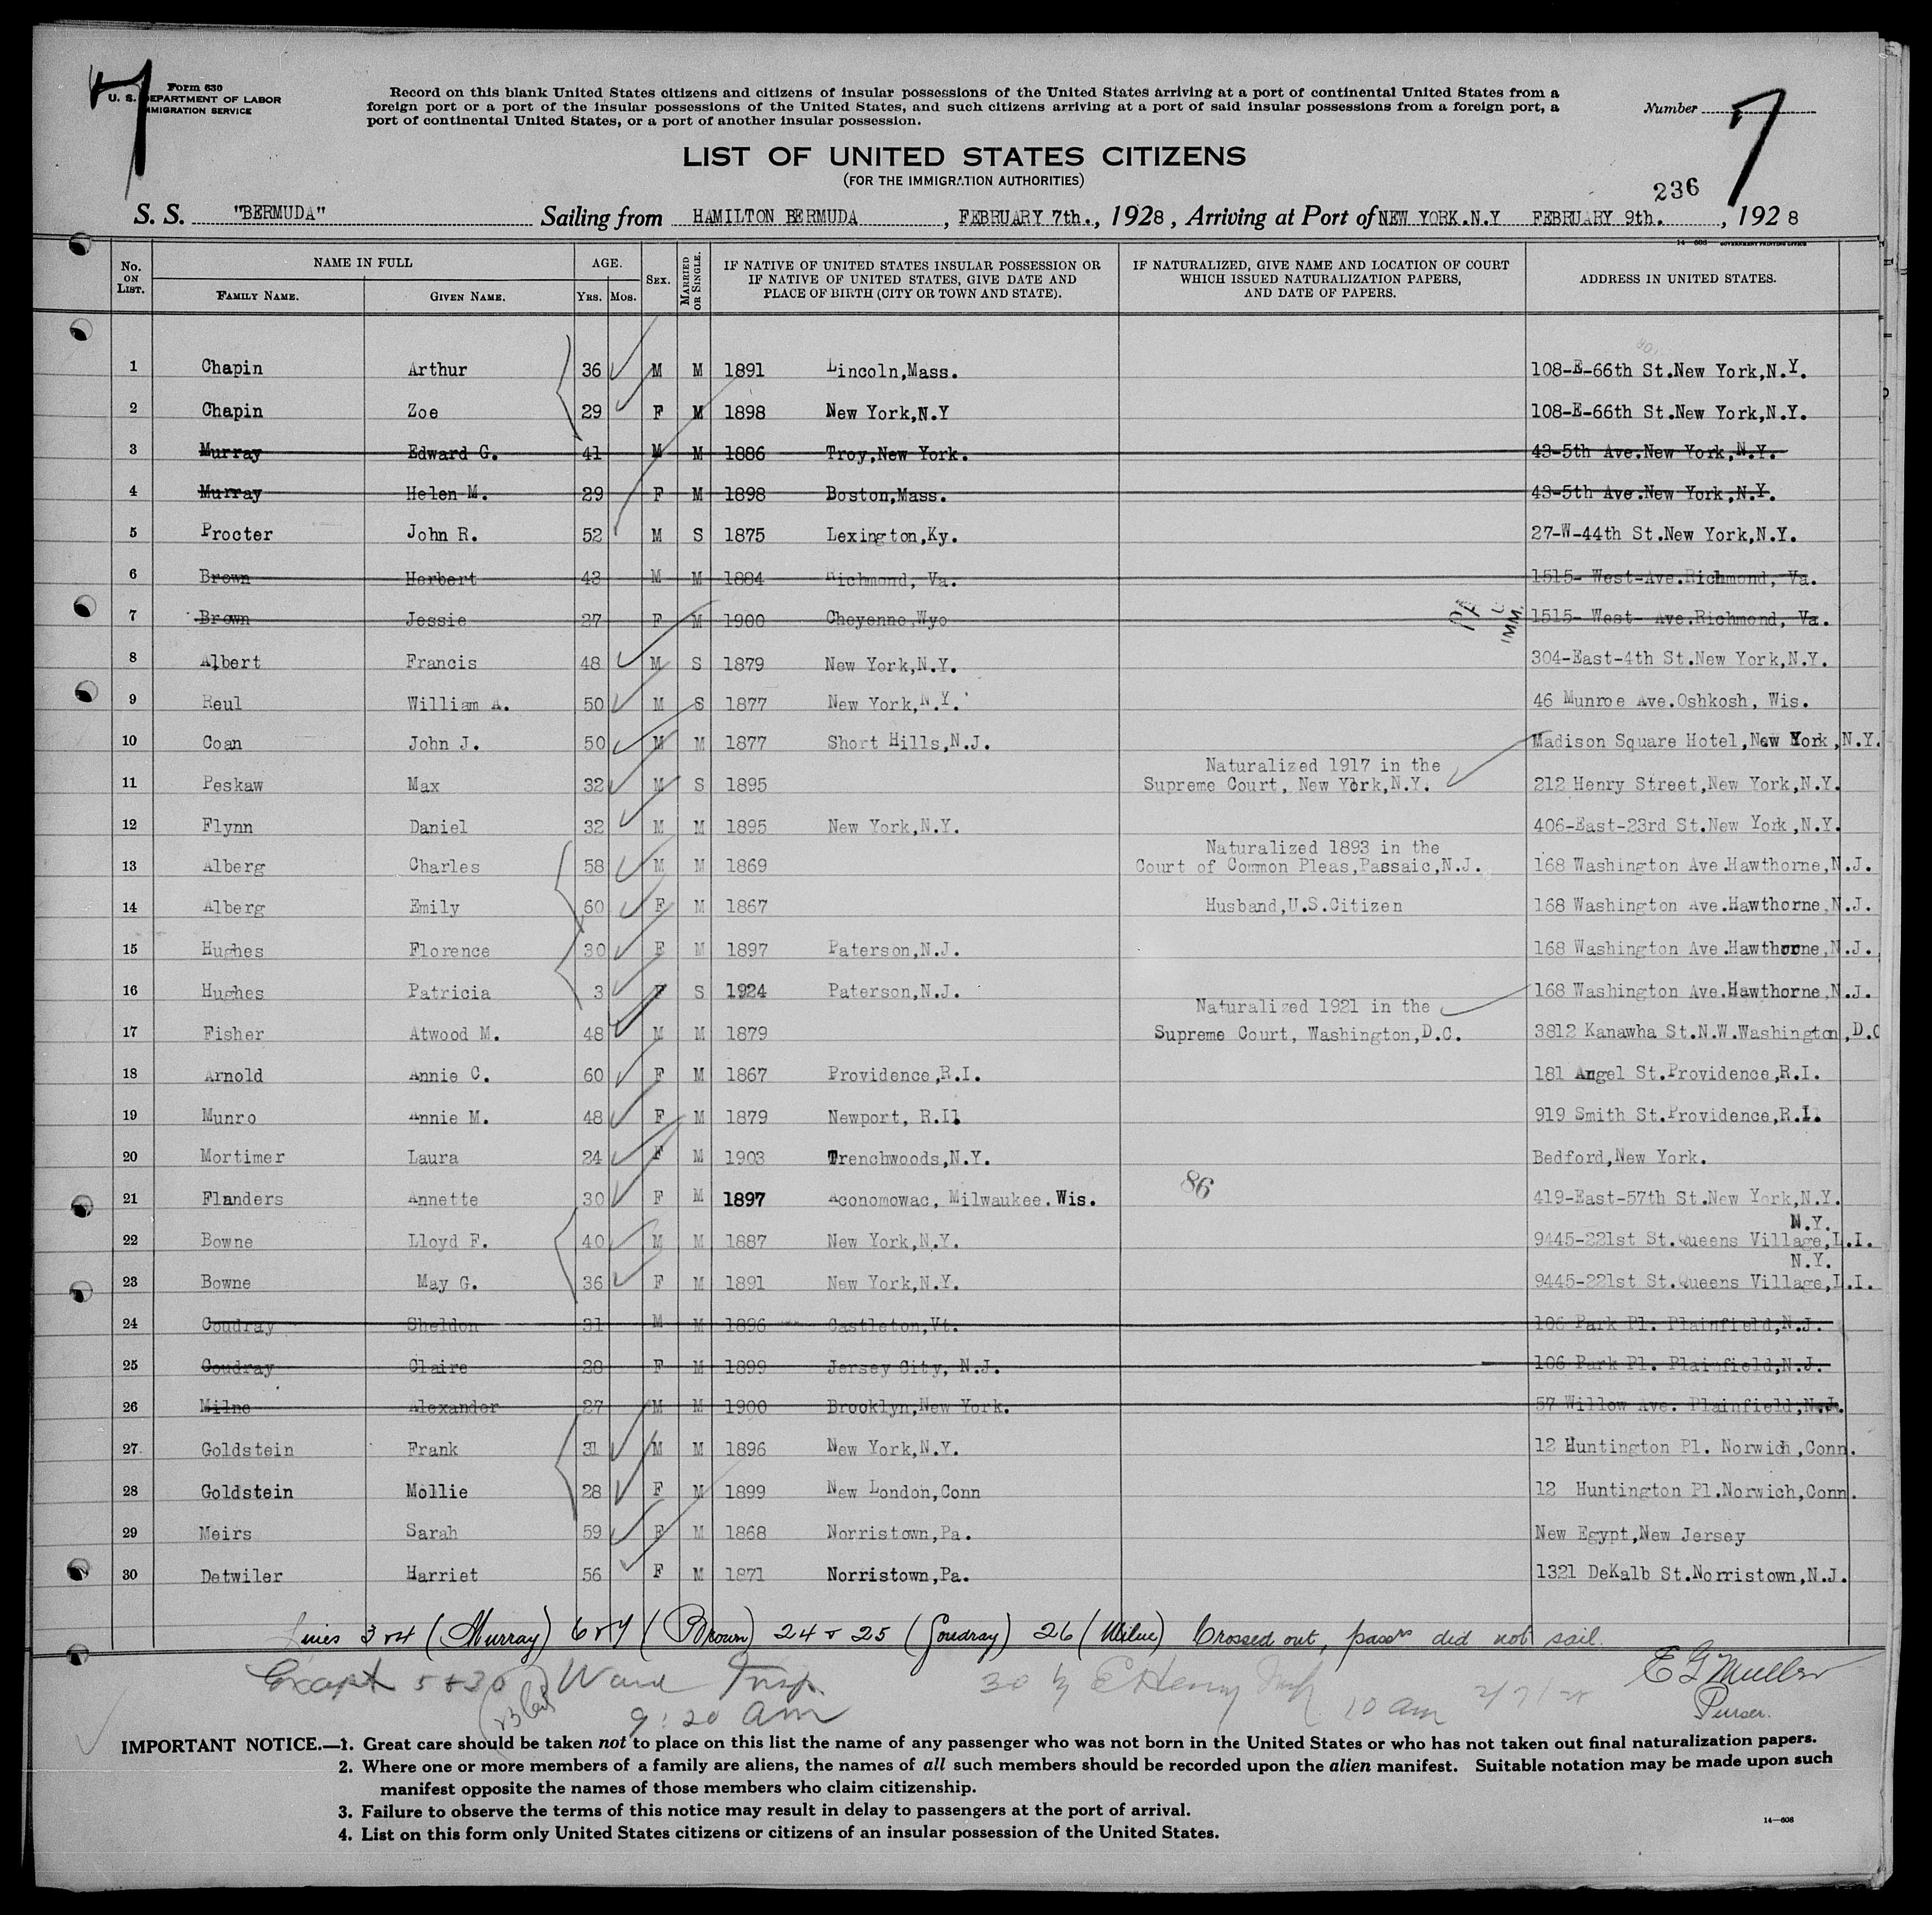 7
Form 630
U. S. DEPARTMENT OF LABOR
IMMIGRATION SERVICE
Record on this blank United States citizens and citizens of insular possessions of the United States arriving at a port of continental United States from a
foreign port or a port of the insular possessions of the United States, and such citizens arriving at a port of said insular possessions from a foreign port, a
port of continental United States, or a port of another insular possession.
Number 7
LIST OF UNITED STATES CITIZENS
(FOR THE IMMIGRATION AUTHORITIES)
236
S. S. "BERMUDA" Sailing from HAMILTON BERMUDA, FEBRUARY 7th., 1928, Arriving at Port of NEW YORK.N.Y FEBRUARY 9th., 1928
14—608 GOVERNMENT PRINTING OFFICE
No. ON LIST. NAME IN FULL AGE. SEX. MARRIED OR SINGLE. IF NATIVE OF UNITED STATES INSULAR POSSESSION OR IF NATIVE OF UNITED STATES, GIVE DATE AND PLACE OF BIRTH (CITY OR TOWN AND STATE). IF NATURALIZED, GIVE NAME AND LOCATION OF COURT WHICH ISSUED NATURALIZATION PAPERS, AND DATE OF PAPERS. ADDRESS IN UNITED STATES.
FAMILY NAME. GIVEN NAME. YRS. MOS.
1 Chapin Arthur 36 M M 1891 Lincoln,Mass. 108-E-66th St.New York,N.Y.
2 Chapin Zoe 29 F M 1898 New York,N.Y 108-E-66th St.New York,N.Y.
3 Murray Edward G. 41 M M 1886 Troy,New York. 43-5th Ave.New York,N.Y.
4 Murray Helen M. 29 F M 1898 Boston,Mass. 43-5th Ave.New York,N.Y.
5 Procter John R. 52 M S 1875 Lexington,Ky. 27-W-44th St.New York,N.Y.
6 Brown Herbert 43 M M 1884 Richmond, Va. 1515- West-Ave.Richmond, Va.
7 Brown Jessie 27 F M 1900 Cheyenne,Wyo 1515- West- Ave.Richmond, Va.
IMM.
8 Albert Francis 48 M S 1879 New York,N.Y. 304-East-4th St.New York,N.Y.
9 Reul William A. 50 M S 1877 New York,N.Y. 46 Munroe Ave.Oshkosh, Wis.
10 Coan John J. 50 M M 1877 Short Hills,N.J. Madison Square Hotel,New York,N.Y.
Naturalized 1917 in the
11 Peskaw Max 32 M S 1895 Supreme Court, New York,N.Y. 212 Henry Street,New York,N.Y.
12 Flynn Daniel 32 M M 1895 New York,N.Y. 406-East-23rd St.New York,N.Y.
Naturalized 1893 in the
13 Alberg Charles 58 M M 1869 Court of Common Pleas,Passaic,N.J. 168 Washington Ave.Hawthorne,N.J.
14 Alberg Emily 60 F M 1867 Husband,U.S.Citizen 168 Washington Ave.Hawthorne,N.J.
15 Hughes Florence 30 F M 1897 Paterson,N.J. 168 Washington Ave.Hawthorne,N.J.
16 Hughes Patricia 3 F S 1924 Paterson,N.J. 168 Washington Ave.Hawthorne,N.J.
Naturalized 1921 in the
17 Fisher Atwood M. 48 M M 1879 Supreme Court, Washington,D.C. 3812 Kanawha St.N.W.Washington,D.C
18 Arnold Annie C. 60 F M 1867 Providence,R.I. 181 Angel St.Providence,R.I.
19 Munro Annie M. 48 F M 1879 Newport, R.I. 919 Smith St.Providence,R.I.
20 Mortimer Laura 24 F M 1903 Trenchwoods,N.Y. Bedford,New York.
21 Flanders Annette 30 F M 1897 Aconomowac, Milwaukee. Wis. 86 419-East-57th St.New York,N.Y.
N.Y.
22 Bowne Lloyd F. 40 M M 1887 New York,N.Y. 9445-221st St.Queens Village,L.I.
N.Y.
23 Bowne May G. 36 F M 1891 New York,N.Y. 9445-221st St.Queens Village,L.I.
24 Coudray Sheldon 31 M M 1896 Castleton,Vt. 106 Park Pl. Plainfield,N.J.
25 Coudray Claire 28 F M 1899 Jersey City, N.J. 106 Park Pl. Plainfield,N.J.
26 Milne Alexander 27 M M 1900 Brooklyn,New York. 57 Willow Ave. Plainfield,N.J.
27 Goldstein Frank 31 M M 1896 New York,N.Y. 12 Huntington Pl. Norwich,Conn.
28 Goldstein Mollie 28 F M 1899 New London,Conn 12 Huntington Pl.Norwich,Conn.
29 Meirs Sarah 59 F M 1868 Norristown,Pa. New Egypt,New Jersey
30 Detwiler Harriet 56 F M 1871 Norristown,Pa. 1321 DeKalb St.Norristown,N.J.
Lines 3 & 4 (Murray) 6 & 7 (Brown) 24 & 25 (Goudray) 26 (Milne) Crossed out, passrs did not sail.
Except 5 & 30 Ward Insp. 30 by E Henry Insp 10 am E G Muller
9:20 am Purser.
IMPORTANT NOTICE.—1. Great care should be taken not to place on this list the name of any passenger who was not born in the United States or who has not taken out final naturalization papers.
2. Where one or more members of a family are aliens, the names of all such members should be recorded upon the alien manifest. Suitable notation may be made upon such
manifest opposite the names of those members who claim citizenship.
3. Failure to observe the terms of this notice may result in delay to passengers at the port of arrival.
4. List on this form only United States citizens or citizens of an insular possession of the United States.
14—608